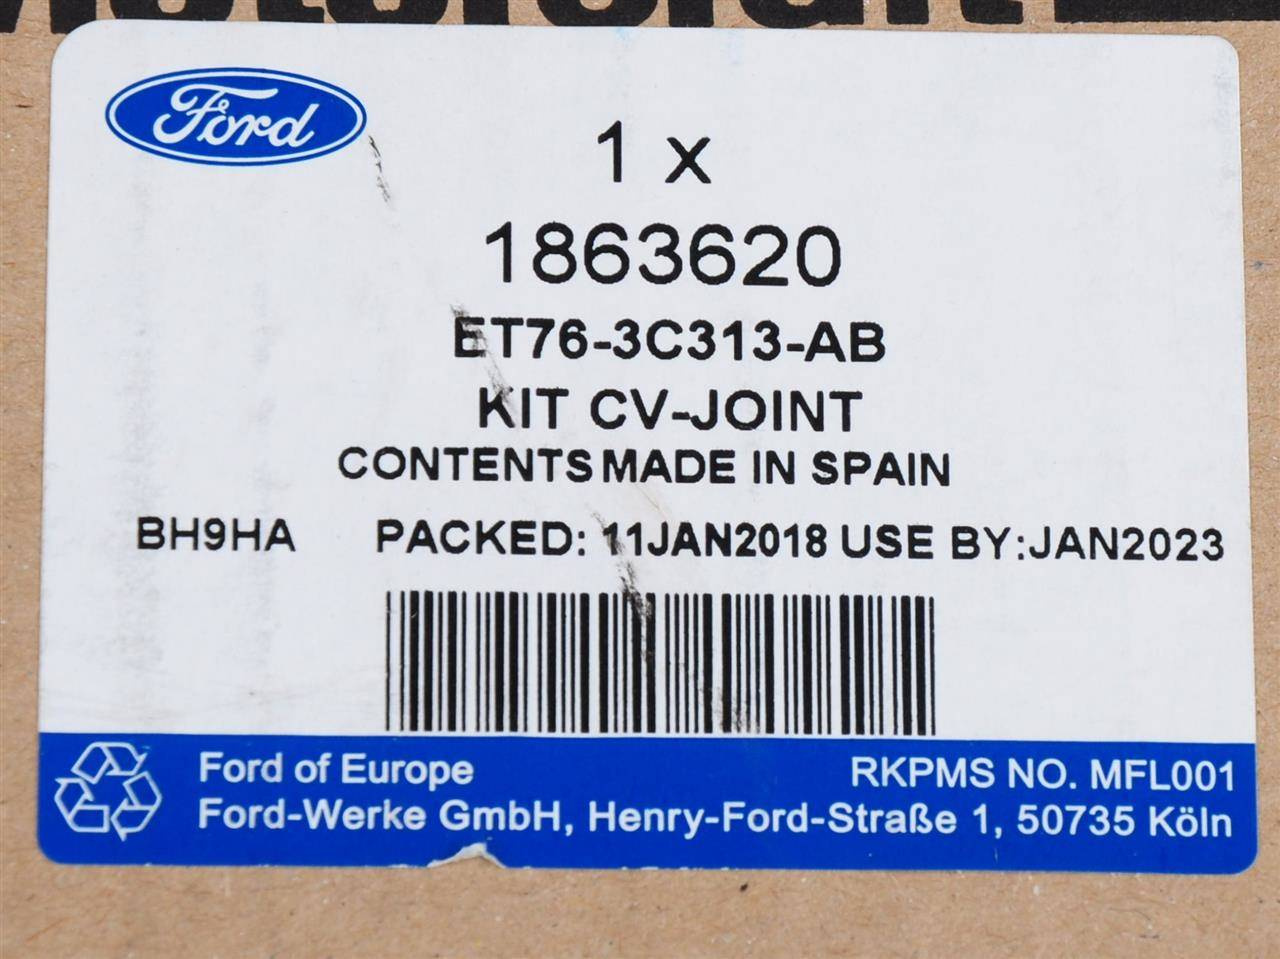 Motorcraft
Ford
1 x
1863620
ET76-3C313-AB
KIT CV-JOINT
CONTENTS MADE IN SPAIN
BH9HA PACKED: 11JAN2018 USE BY:JAN2023
Ford of Europe RKPMS NO. MFL001
Ford-Werke GmbH, Henry-Ford-Straße 1, 50735 Köln